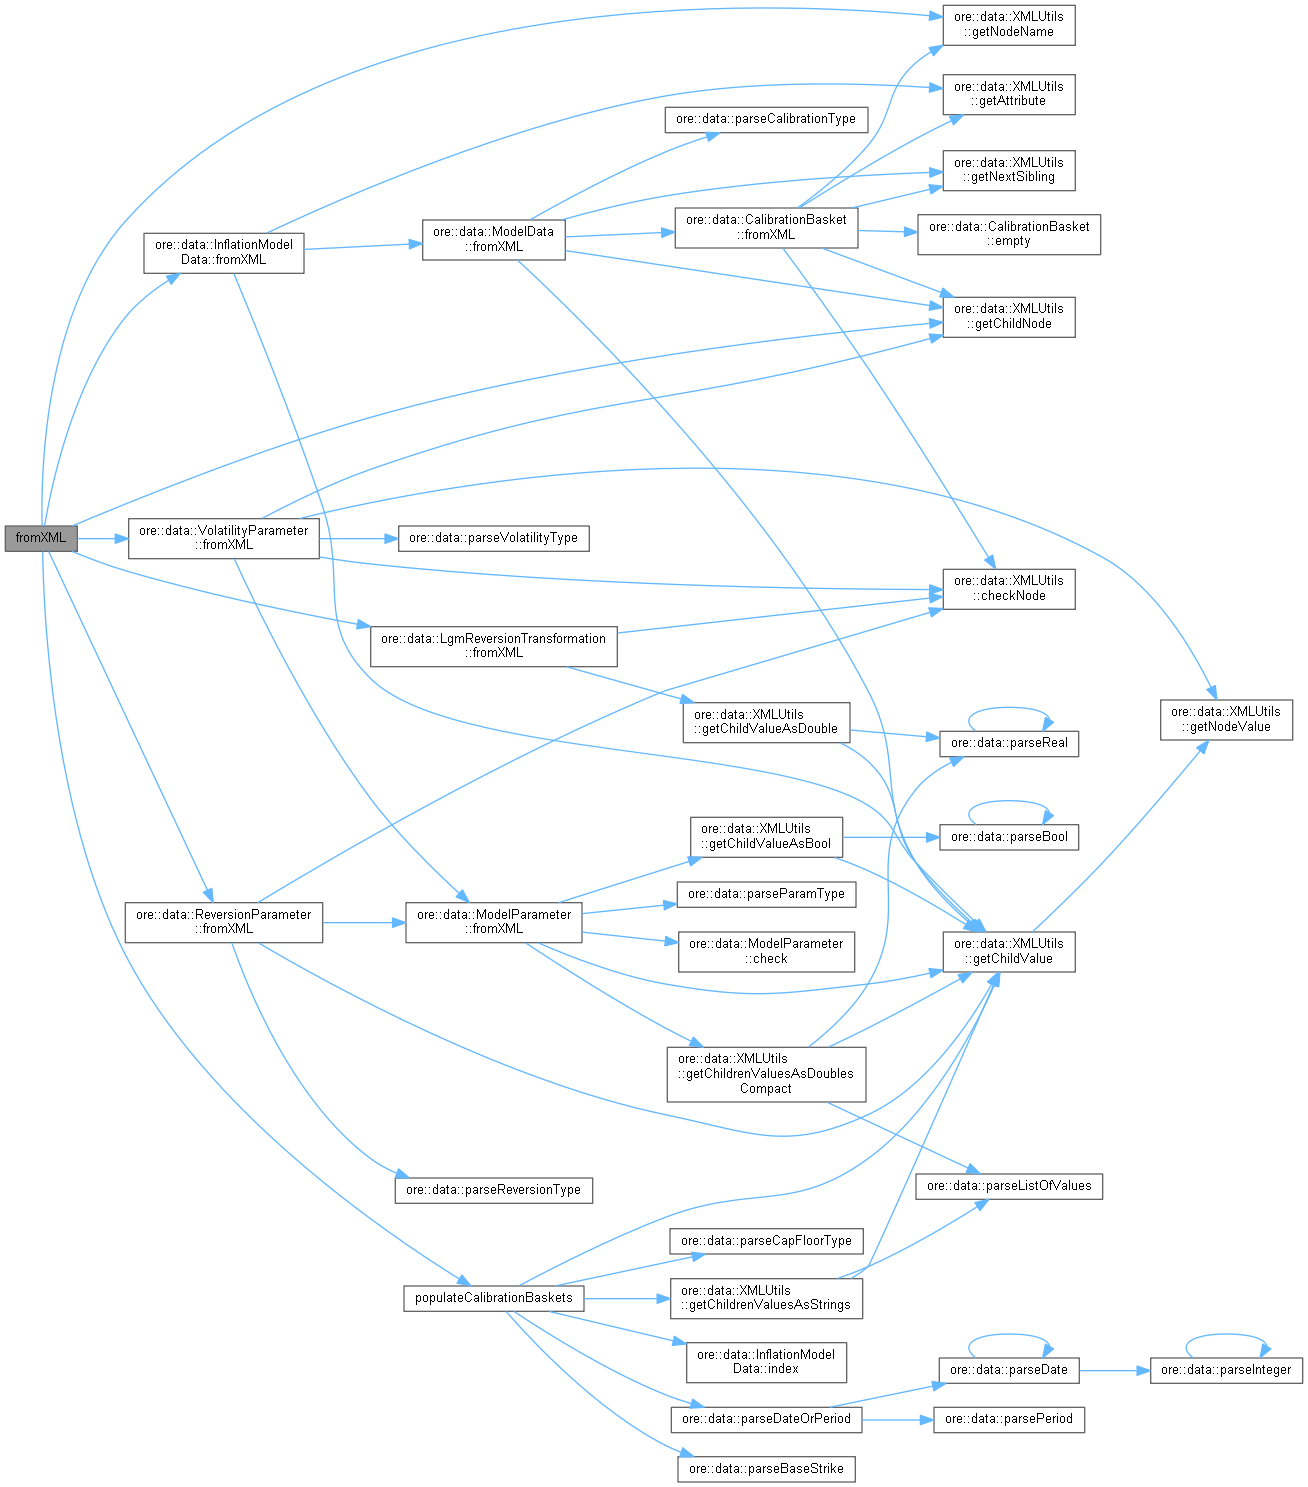 ore::data::XMLUtils
::getNodeName
ore::data::XMLUtils
::getAttribute
ore::data::parseCalibrationType
ore::data::XMLUtils
::getNextSibling
ore::data::CalibrationBasket
::fromXML
ore::data::ModelData
::fromXML
ore::data::CalibrationBasket
::empty
ore::data::InflationModel
Data::fromXML
ore::data::XMLUtils
::getChildNode
fromXML
ore::data::VolatilityParameter
::fromXML
ore::data::parseVolatilityType
ore::data::XMLUtils
::checkNode
ore::data::LgmReversionTransformation
::fromXML
ore::data::XMLUtils
::getChildValueAsDouble
ore::data::parseReal
ore::data::XMLUtils
::getNodeValue
ore::data::XMLUtils
::getChildValueAsBool
ore::data::parseBool
ore::data::parseParamType
ore::data::ReversionParameter
::fromXML
ore::data::ModelParameter
::fromXML
ore::data::ModelParameter
::check
ore::data::XMLUtils
::getChildValue
ore::data::XMLUtils
::getChildrenValuesAsDoubles
Compact
ore::data::parseReversionType
ore::data::parseListOfValues
ore::data::parseCapFloorType
populateCalibrationBaskets
ore::data::XMLUtils
::getChildrenValuesAsStrings
ore::data::InflationModel
Data::index
ore::data::parseDate
ore::data::parseInteger
ore::data::parseDateOrPeriod
ore::data::parsePeriod
ore::data::parseBaseStrike